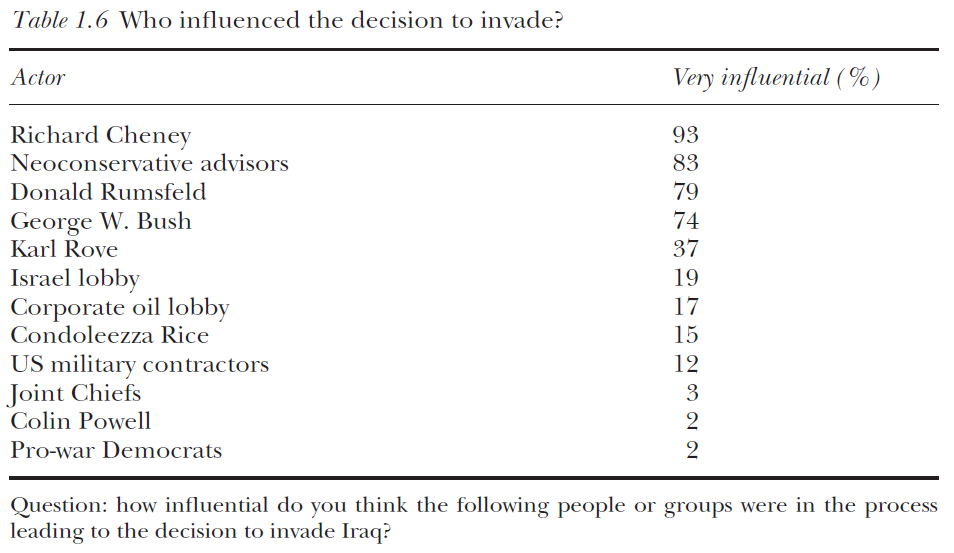 Table 1.6 Who influenced the decision to invade?
Actor Very influential (%)
Richard Cheney 93
Neoconservative advisors 83
Donald Rumsfeld 79
George W. Bush 74
Karl Rove 37
Israel lobby 19
Corporate oil lobby 17
Condoleezza Rice 15
US military contractors 12
Joint Chiefs 3
Colin Powell 2
Pro-war Democrats 2
Question: how influential do you think the following people or groups were in the process
leading to the decision to invade Iraq?